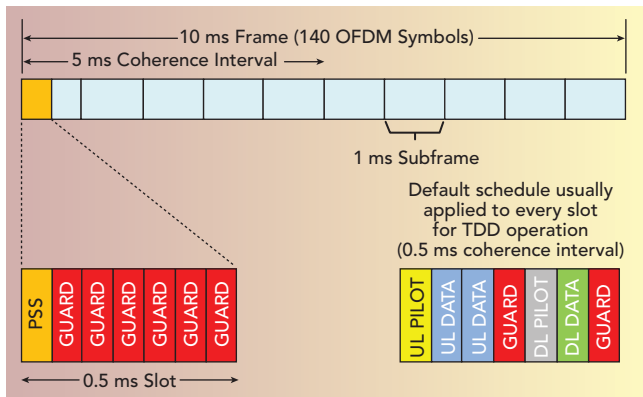 10 ms Frame (140 OFDM Symbols)
5 ms Coherence Interval
1 ms Subframe
Default schedule usually
applied to every slot
for TDD operation
(0.5 ms coherence interval)
PSS
GUARD
GUARD
GUARD
GUARD
GUARD
GUARD
UL PILOT
UL DATA
UL DATA
GUARD
DL PILOT
DL DATA
GUARD
0.5 ms Slot